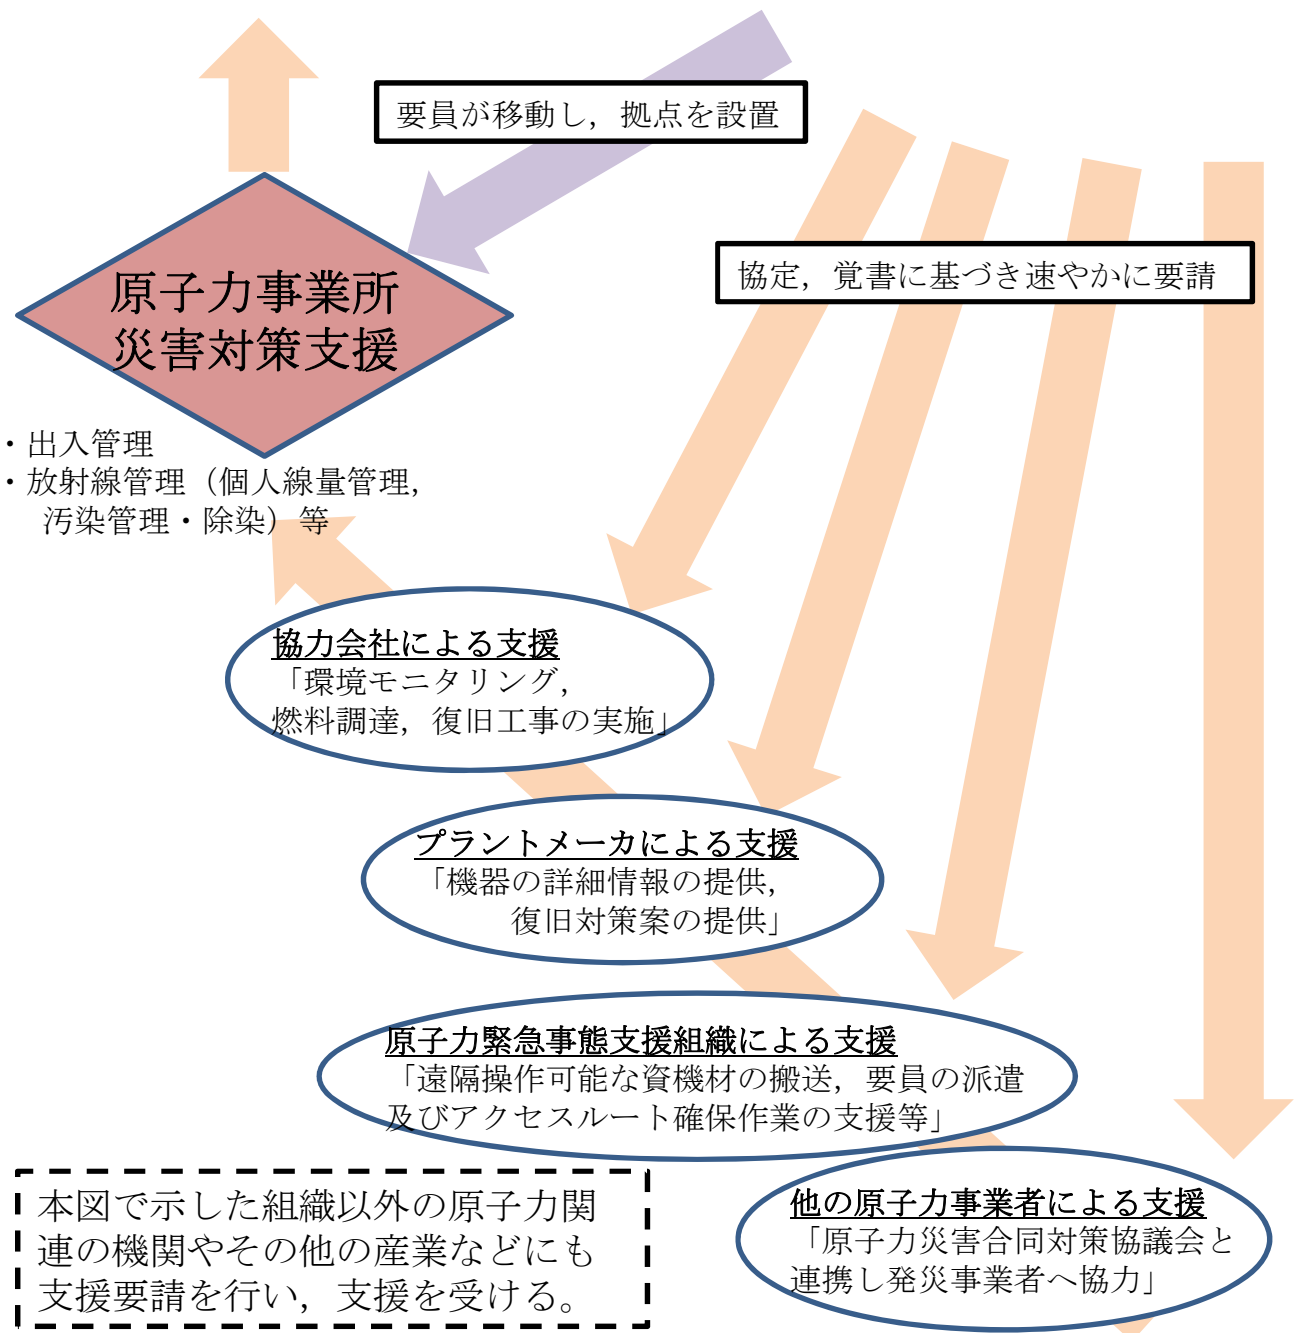 要員が移動し，拠点を設置
協定，覚書に基づき速やかに要請
原子力事業所
災害対策支援
・出入管理
・放射線管理（個人線量管理，
汚染管理・除染）等
協力会社による支援
「環境モニタリング，
燃料調達，復旧工事の実施」
プラントメーカによる支援
「機器の詳細情報の提供，
復旧対策案の提供」
原子力緊急事態支援組織による支援
「遠隔操作可能な資機材の搬送，要員の派遣
及びアクセスルート確保作業の支援等」
他の原子力事業者による支援
「原子力災害合同対策協議会と
連携し発災事業者へ協力」
本図で示した組織以外の原子力関
連の機関やその他の産業などにも
支援要請を行い，支援を受ける。